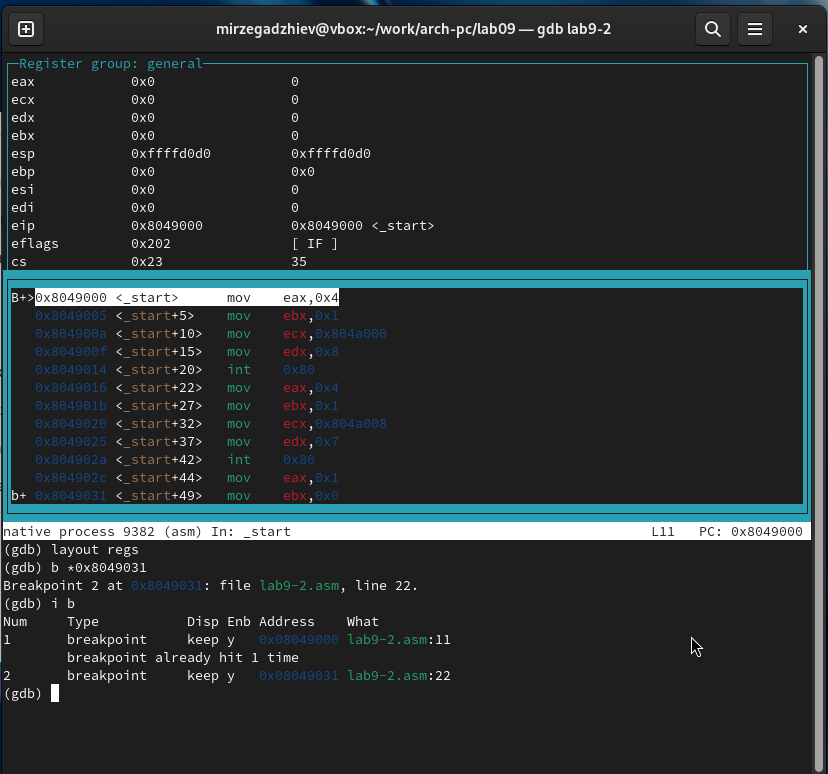 mirzegadzhiev@vbox:~/work/arch-pc/lab09 — gdb lab9-2
Register group: general
eax 0x0 0
ecx 0x0 0
edx 0x0 0
ebx 0x0 0
esp 0xffffd0d0 0xffffd0d0
ebp 0x0 0x0
esi 0x0 0
edi 0x0 0
eip 0x8049000 0x8049000 <_start>
eflags 0x202 [ IF ]
cs 0x23 35
B+>0x8049000 <_start> mov eax,0x4
0x8049005 <_start+5> mov ebx,0x1
0x804900a <_start+10> mov ecx,0x804a000
0x804900f <_start+15> mov edx,0x8
0x8049014 <_start+20> int 0x80
0x8049016 <_start+22> mov eax,0x4
0x804901b <_start+27> mov ebx,0x1
0x8049020 <_start+32> mov ecx,0x804a008
0x8049025 <_start+37> mov edx,0x7
0x804902a <_start+42> int 0x80
0x804902c <_start+44> mov eax,0x1
b+ 0x8049031 <_start+49> mov ebx,0x0
native process 9382 (asm) In: _start L11 PC: 0x8049000
(gdb) layout regs
(gdb) b *0x8049031
Breakpoint 2 at 0x8049031: file lab9-2.asm, line 22.
(gdb) i b
Num Type Disp Enb Address What
1 breakpoint keep y 0x08049000 lab9-2.asm:11
breakpoint already hit 1 time
2 breakpoint keep y 0x08049031 lab9-2.asm:22
(gdb)